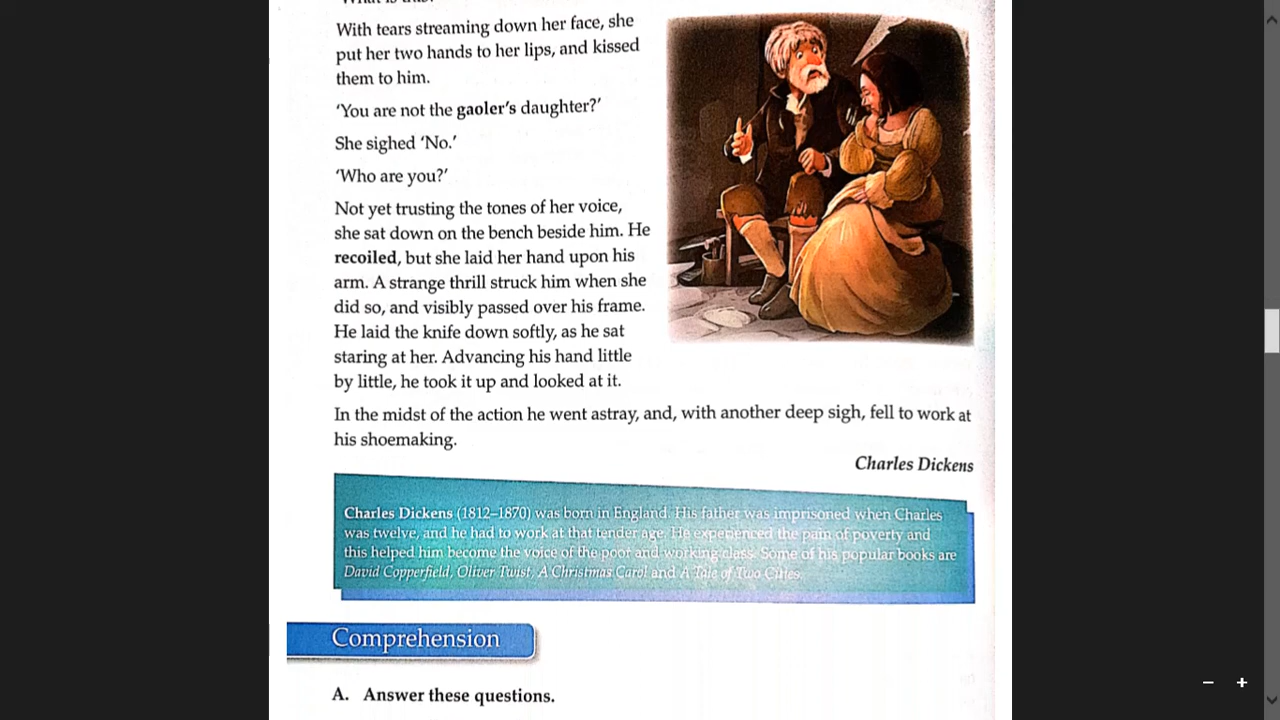 With tears streaming down her face, she
put her two hands to her lips, and kissed
them to him.
‘You are not the gaoler’s daughter?’
She sighed ‘No.’
‘Who are you?’
Not yet trusting the tones of her voice,
she sat down on the bench beside him. He
recoiled, but she laid her hand upon his
arm. A strange thrill struck him when she
did so, and visibly passed over his frame.
He laid the knife down softly, as he sat
staring at her. Advancing his hand little
by little, he took it up and looked at it.
In the midst of the action he went astray, and, with another deep sigh, fell to work at
his shoemaking.
Charles Dickens
Charles Dickens (1812–1870) was born in England. His father was imprisoned when Charles
was twelve, and he had to work at that tender age. He experienced the pain of poverty and
this helped him become the voice of the poor and working class. Some of his popular books are
David Copperfield, Oliver Twist, A Christmas Carol and A Tale of Two Cities.
Comprehension
A. Answer these questions.